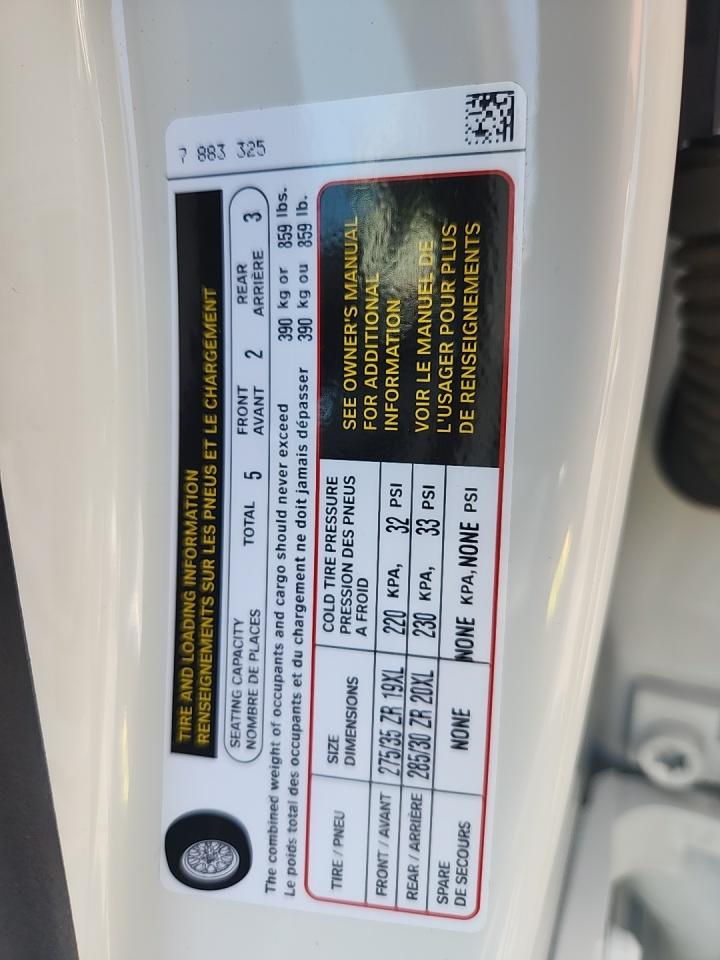 7 883 325
TIRE AND LOADING INFORMATION
RENSEIGNEMENTS SUR LES PNEUS ET LE CHARGEMENT
SEATING CAPACITY
NOMBRE DE PLACES
TOTAL 5
FRONT
AVANT 2
REAR
ARRIÈRE 3
The combined weight of occupants and cargo should never exceed 390 kg or 859 lbs.
Le poids total des occupants et du chargement ne doit jamais dépasser 390 kg ou 859 lb.
TIRE / PNEU
SIZE
DIMENSIONS
COLD TIRE PRESSURE
PRESSION DES PNEUS
A FROID
FRONT / AVANT 275/35 ZR 19XL 220 KPA, 32 PSI
REAR / ARRIÈRE 285/30 ZR 20XL 230 KPA, 33 PSI
SPARE
DE SECOURS
NONE NONE KPA, NONE PSI
SEE OWNER'S MANUAL
FOR ADDITIONAL
INFORMATION
VOIR LE MANUEL DE
L'USAGER POUR PLUS
DE RENSEIGNEMENTS